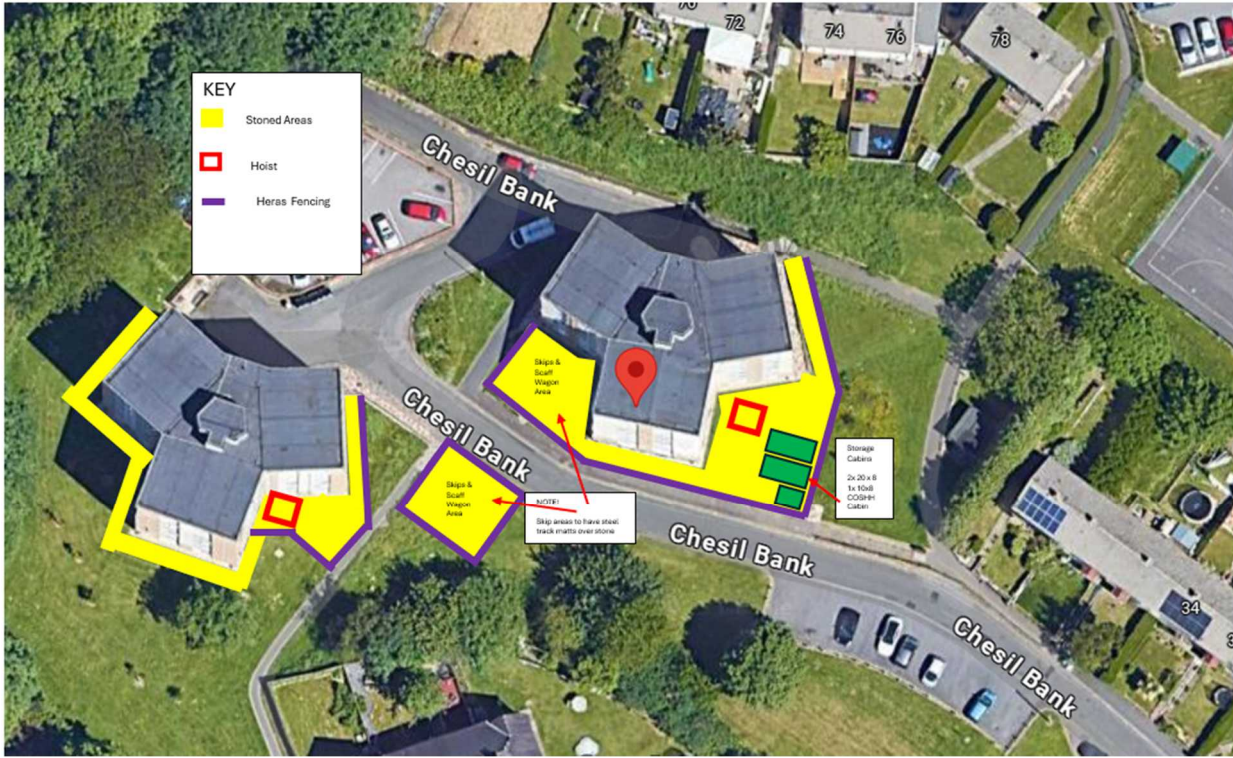 70
72
74
76
78
KEY
Stoned Areas
Hoist
Heras Fencing
Chesil Bank
Skips &
Scaff
Wagon
Area
Chesil Bank
Skips &
Scaff
Wagon
Area
NOTE!
Skip areas to have steel
track matts over stone
Storage
Cabins
2x 20 x 8
1x 10x8
COSHH
Cabin
Chesil Bank
Chesil Bank
34